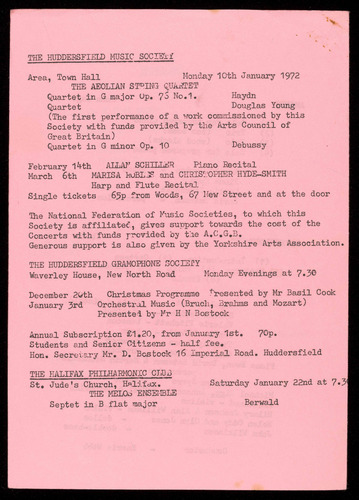 THE HUDDERSFIELD MUSIC SOCIETY
Area, Town Hall Monday 10th January 1972
THE AEOLIAN STRING QUARTET
Quartet in G major Op. 76 No.1. Haydn
Quartet Douglas Young
(The first performance of a work commissioned by this
Society with funds provided by the Arts Council of
Great Britain)
Quartet in G minor Op. 10 Debussy
February 14th ALLAN SCHILLER Piano Recital
March 6th MARISA ROBLES and CHRISTOPHER HYDE-SMITH
Harp and Flute Recital
Single tickets 65p from Woods, 67 New Street and at the door
The National Federation of Music Societies, to which this
Society is affiliated, gives support towards the cost of the
Concerts with funds provided by the A.C.G.B.
Generous support is also given by the Yorkshire Arts Association.
THE HUDDERSFIELD GRAMOPHONE SOCIETY
Waverley House, New North Road Monday Evenings at 7.30
December 20th Christmas Programme Presented by Mr Basil Cook
January 3rd Orchestral Music (Bruch, Brahms and Mozart)
Presented by Mr H N Bostock
Annual Subscription £1.20, from January 1st. 70p.
Students and Senior Citizens - half fee.
Hon. Secretary Mr. D. Bostock 16 Imperial Road. Huddersfield
THE HALIFAX PHILHARMONIC CLUB
St. Jude's Church, Halifax. Saturday January 22nd at 7.30
THE MELOS ENSEMBLE
Septet in B flat major Berwald